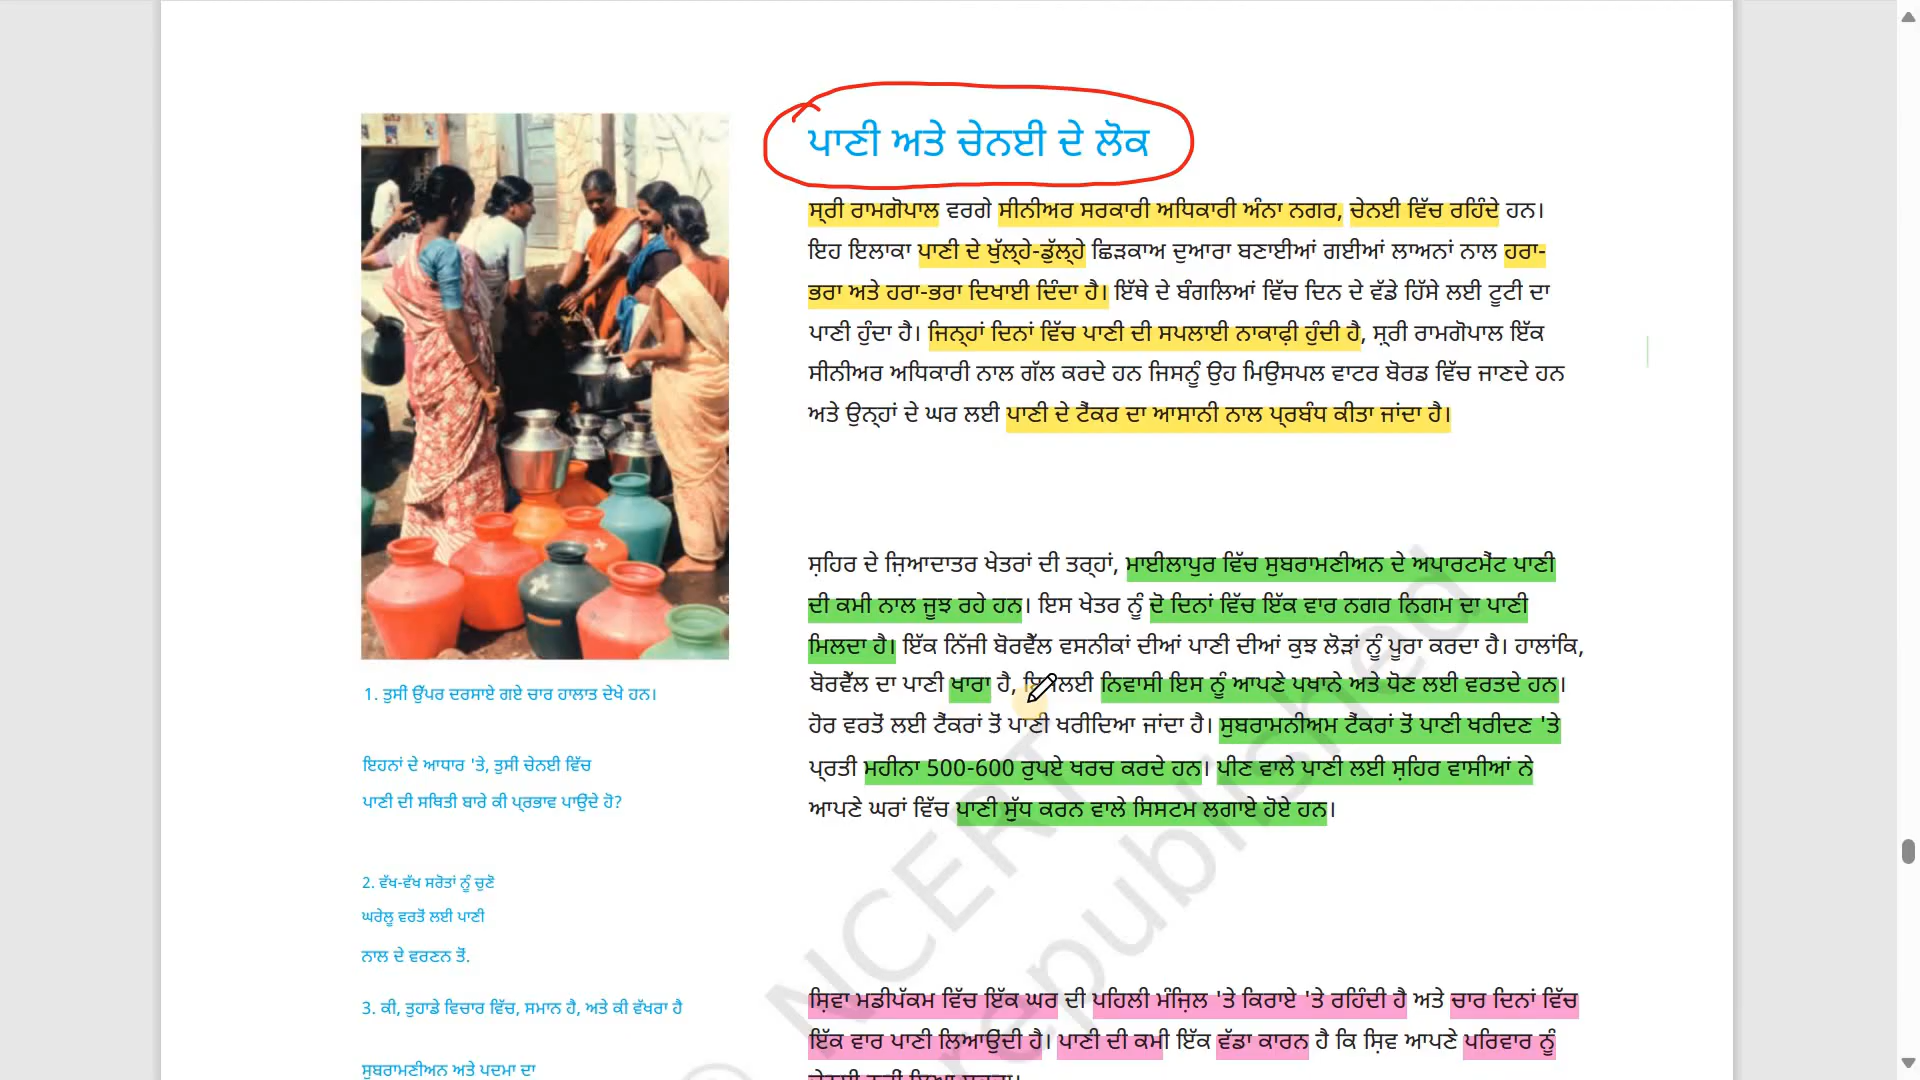 ਪਾਣੀ ਅਤੇ ਚੇਨਈ ਦੇ ਲੋਕ
ਸ਼੍ਰੀ ਰਾਮਗੋਪਾਲ ਵਰਗੇ ਸੀਨੀਅਰ ਸਰਕਾਰੀ ਅਧਿਕਾਰੀ ਅੰਨਾ ਨਗਰ, ਚੇਨਈ ਵਿੱਚ ਰਹਿੰਦੇ ਹਨ।
ਇਹ ਇਲਾਕਾ ਪਾਣੀ ਦੇ ਖੁੱਲ੍ਹੇ-ਡੁੱਲ੍ਹੇ ਛਿੜਕਾਅ ਦੁਆਰਾ ਬਣਾਈਆਂ ਗਈਆਂ ਲਾਅਨਾਂ ਨਾਲ ਹਰਾ-
ਭਰਾ ਅਤੇ ਹਰਾ-ਭਰਾ ਦਿਖਾਈ ਦਿੰਦਾ ਹੈ। ਇੱਥੇ ਦੇ ਬੰਗਲਿਆਂ ਵਿੱਚ ਦਿਨ ਦੇ ਵੱਡੇ ਹਿੱਸੇ ਲਈ ਟੂਟੀ ਦਾ
ਪਾਣੀ ਹੁੰਦਾ ਹੈ। ਜਿਨ੍ਹਾਂ ਦਿਨਾਂ ਵਿੱਚ ਪਾਣੀ ਦੀ ਸਪਲਾਈ ਨਾਕਾਫ਼ੀ ਹੁੰਦੀ ਹੈ, ਸ਼੍ਰੀ ਰਾਮਗੋਪਾਲ ਇੱਕ
ਸੀਨੀਅਰ ਅਧਿਕਾਰੀ ਨਾਲ ਗੱਲ ਕਰਦੇ ਹਨ ਜਿਸਨੂੰ ਉਹ ਮਿਉਂਸਪਲ ਵਾਟਰ ਬੋਰਡ ਵਿੱਚ ਜਾਣਦੇ ਹਨ
ਅਤੇ ਉਨ੍ਹਾਂ ਦੇ ਘਰ ਲਈ ਪਾਣੀ ਦੇ ਟੈਂਕਰ ਦਾ ਆਸਾਨੀ ਨਾਲ ਪ੍ਰਬੰਧ ਕੀਤਾ ਜਾਂਦਾ ਹੈ।
ਸ਼ਹਿਰ ਦੇ ਜ਼ਿਆਦਾਤਰ ਖੇਤਰਾਂ ਦੀ ਤਰ੍ਹਾਂ, ਮਾਈਲਾਪੁਰ ਵਿੱਚ ਸੁਬਰਾਮਣੀਅਨ ਦੇ ਅਪਾਰਟਮੈਂਟ ਪਾਣੀ
ਦੀ ਕਮੀ ਨਾਲ ਜੂਝ ਰਹੇ ਹਨ। ਇਸ ਖੇਤਰ ਨੂੰ ਦੋ ਦਿਨਾਂ ਵਿੱਚ ਇੱਕ ਵਾਰ ਨਗਰ ਨਿਗਮ ਦਾ ਪਾਣੀ
ਮਿਲਦਾ ਹੈ। ਇੱਕ ਨਿੱਜੀ ਬੋਰਵੈੱਲ ਵਸਨੀਕਾਂ ਦੀਆਂ ਪਾਣੀ ਦੀਆਂ ਕੁਝ ਲੋੜਾਂ ਨੂੰ ਪੂਰਾ ਕਰਦਾ ਹੈ। ਹਾਲਾਂਕਿ,
ਬੋਰਵੈੱਲ ਦਾ ਪਾਣੀ ਖਾਰਾ ਹੈ, ਨਿਵਾਸੀ ਇਸ ਨੂੰ ਆਪਣੇ ਪਖਾਨੇ ਅਤੇ ਧੋਣ ਲਈ ਵਰਤਦੇ ਹਨ।
ਹੋਰ ਵਰਤੋਂ ਲਈ ਟੈਂਕਰਾਂ ਤੋਂ ਪਾਣੀ ਖਰੀਦਿਆ ਜਾਂਦਾ ਹੈ। ਸੁਬਰਾਮਨੀਅਮ ਟੈਂਕਰਾਂ ਤੋਂ ਪਾਣੀ ਖਰੀਦਣ 'ਤੇ
ਪ੍ਰਤੀ ਮਹੀਨਾ 500-600 ਰੁਪਏ ਖਰਚ ਕਰਦੇ ਹਨ। ਪੀਣ ਵਾਲੇ ਪਾਣੀ ਲਈ ਸ਼ਹਿਰ ਵਾਸੀਆਂ ਨੇ
ਆਪਣੇ ਘਰਾਂ ਵਿੱਚ ਪਾਣੀ ਸ਼ੁੱਧ ਕਰਨ ਵਾਲੇ ਸਿਸਟਮ ਲਗਾਏ ਹੋਏ ਹਨ।
ਸ਼ਿਵਾ ਮਡੀਪੱਕਮ ਵਿੱਚ ਇੱਕ ਘਰ ਦੀ ਪਹਿਲੀ ਮੰਜ਼ਿਲ 'ਤੇ ਕਿਰਾਏ 'ਤੇ ਰਹਿੰਦੀ ਹੈ ਅਤੇ ਚਾਰ ਦਿਨਾਂ ਵਿੱਚ
ਇੱਕ ਵਾਰ ਪਾਣੀ ਲਿਆਉਂਦੀ ਹੈ। ਪਾਣੀ ਦੀ ਕਮੀ ਇੱਕ ਵੱਡਾ ਕਾਰਨ ਹੈ ਕਿ ਸ਼ਿਵ ਆਪਣੇ ਪਰਿਵਾਰ ਨੂੰ
1. ਤੁਸੀਂ ਉੱਪਰ ਦਰਸਾਏ ਗਏ ਚਾਰ ਹਾਲਾਤ ਦੇਖੇ ਹਨ।
ਇਹਨਾਂ ਦੇ ਆਧਾਰ 'ਤੇ, ਤੁਸੀਂ ਚੇਨਈ ਵਿੱਚ
ਪਾਣੀ ਦੀ ਸਥਿਤੀ ਬਾਰੇ ਕੀ ਪ੍ਰਭਾਵ ਪਾਉਂਦੇ ਹੋ?
2. ਵੱਖ-ਵੱਖ ਸਰੋਤਾਂ ਨੂੰ ਚੁਣੋ
ਘਰੇਲੂ ਵਰਤੋਂ ਲਈ ਪਾਣੀ
ਨਾਲ ਦੇ ਵਰਣਨ ਤੋਂ.
3. ਕੀ, ਤੁਹਾਡੇ ਵਿਚਾਰ ਵਿੱਚ, ਸਮਾਨ ਹੈ, ਅਤੇ ਕੀ ਵੱਖਰਾ ਹੈ
ਸੁਬਰਾਮਣੀਅਨ ਅਤੇ ਪਦਮਾ ਦਾ
© NCERT
republished